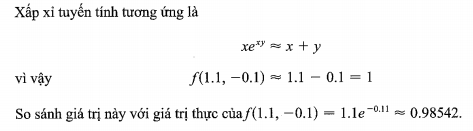 Xấp xỉ tuyến tính tương ứng là
xe^{xy} ≈ x + y
vì vậy f(1.1, −0.1) ≈ 1.1 − 0.1 = 1
So sánh giá trị này với giá trị thực của f(1.1, −0.1) = 1.1e^{−0.11} ≈ 0.98542.